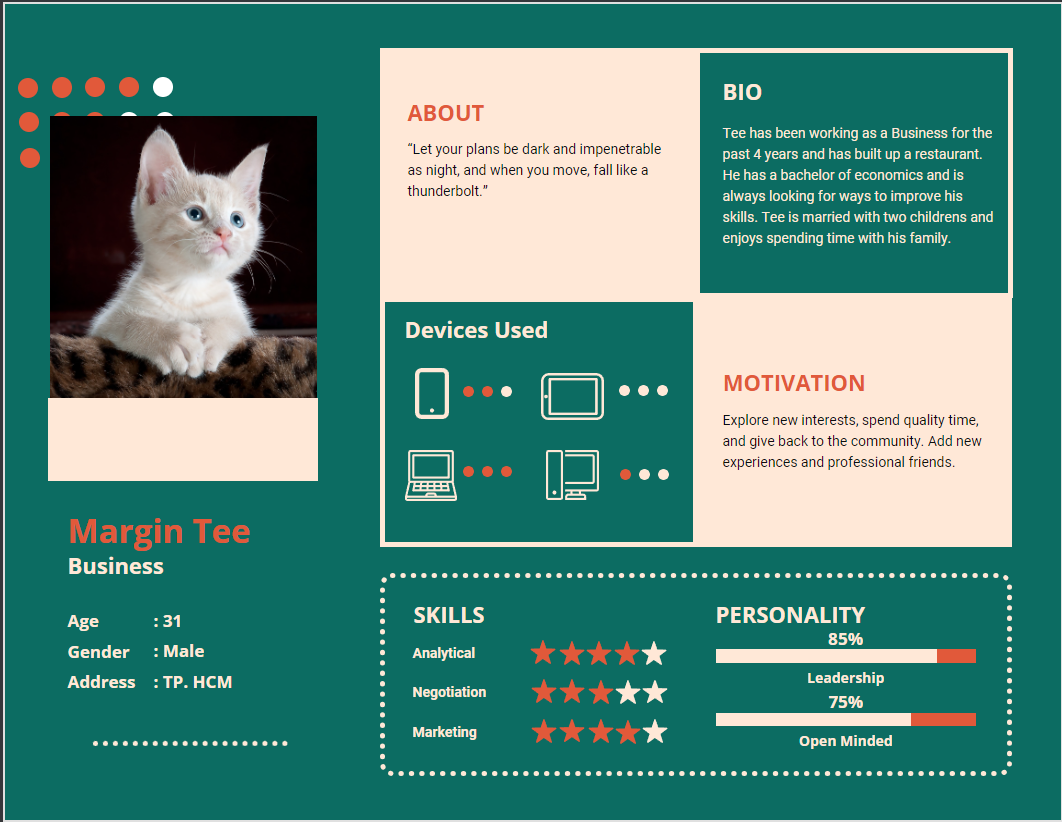 ABOUT
“Let your plans be dark and impenetrable
as night, and when you move, fall like a
thunderbolt.”
BIO
Tee has been working as a Business for the
past 4 years and has built up a restaurant.
He has a bachelor of economics and is
always looking for ways to improve his
skills. Tee is married with two childrens and
enjoys spending time with his family.
Devices Used
MOTIVATION
Explore new interests, spend quality time,
and give back to the community. Add new
experiences and professional friends.
Margin Tee
Business
Age : 31
Gender : Male
Address : TP. HCM
SKILLS
Analytical
Negotiation
Marketing
PERSONALITY
85%
Leadership
75%
Open Minded